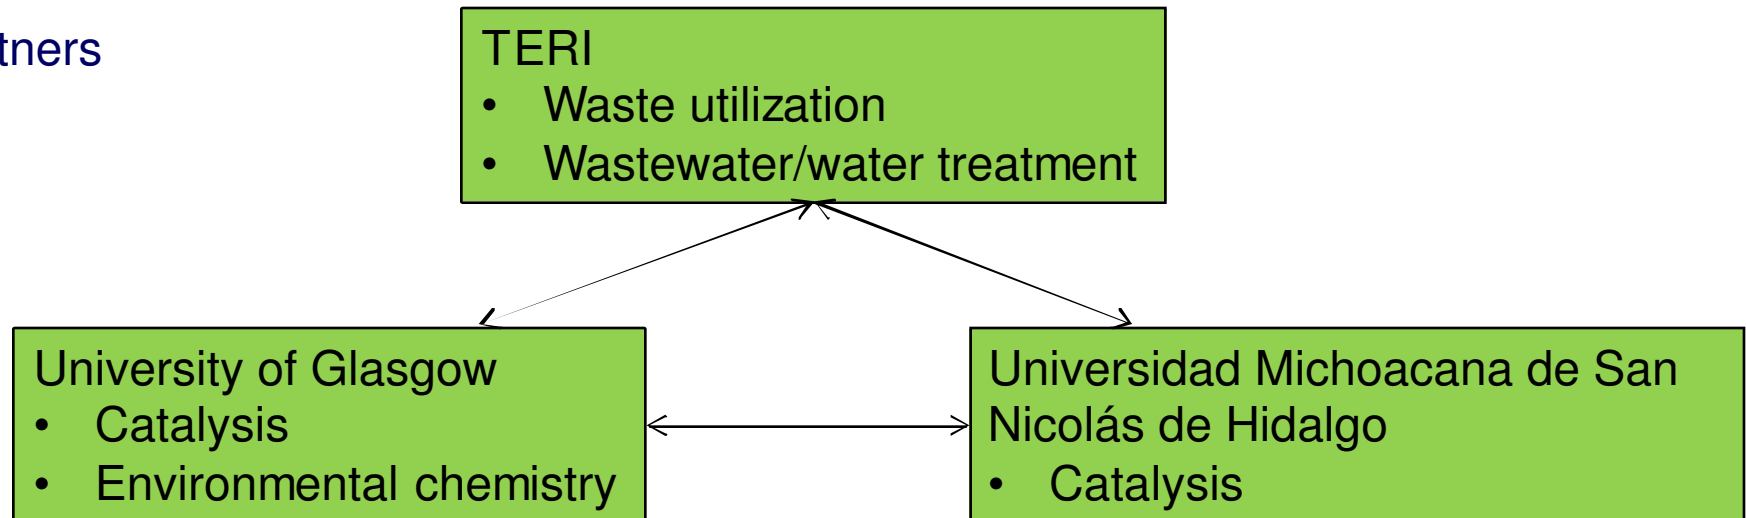 tners
TERI
• Waste utilization
• Wastewater/water treatment
University of Glasgow
• Catalysis
• Environmental chemistry
Universidad Michoacana de San
Nicolás de Hidalgo
• Catalysis